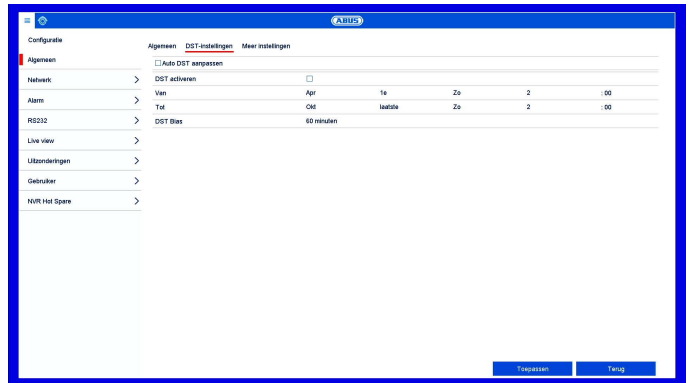 ABUS
Configuratie
Algemeen
Netwerk
Alarm
RS232
Live view
Uitzonderingen
Gebruiker
NVR Hot Spare
Algemeen DST-instellingen Meer instellingen
Auto DST aanpassen
DST activeren
Van Apr 1e Zo 2 : 00
Tot Okt laatste Zo 2 : 00
DST Bias 60 minuten
Toepassen Terug